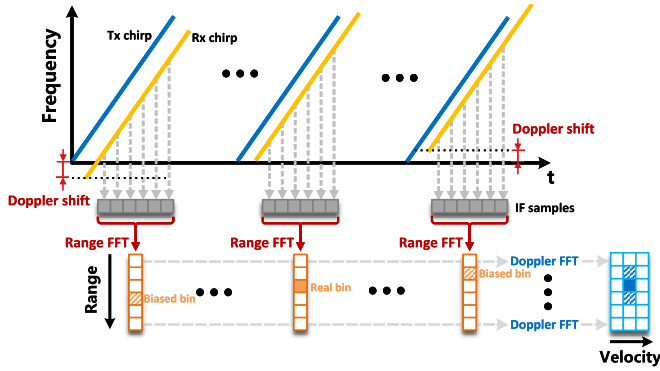 Frequency
Tx chirp
Rx chirp
Doppler shift
t
Doppler shift
IF samples
Range FFT
Range FFT
Range FFT
Range
Biased bin
Real bin
Biased bin
Doppler FFT
Doppler FFT
Velocity